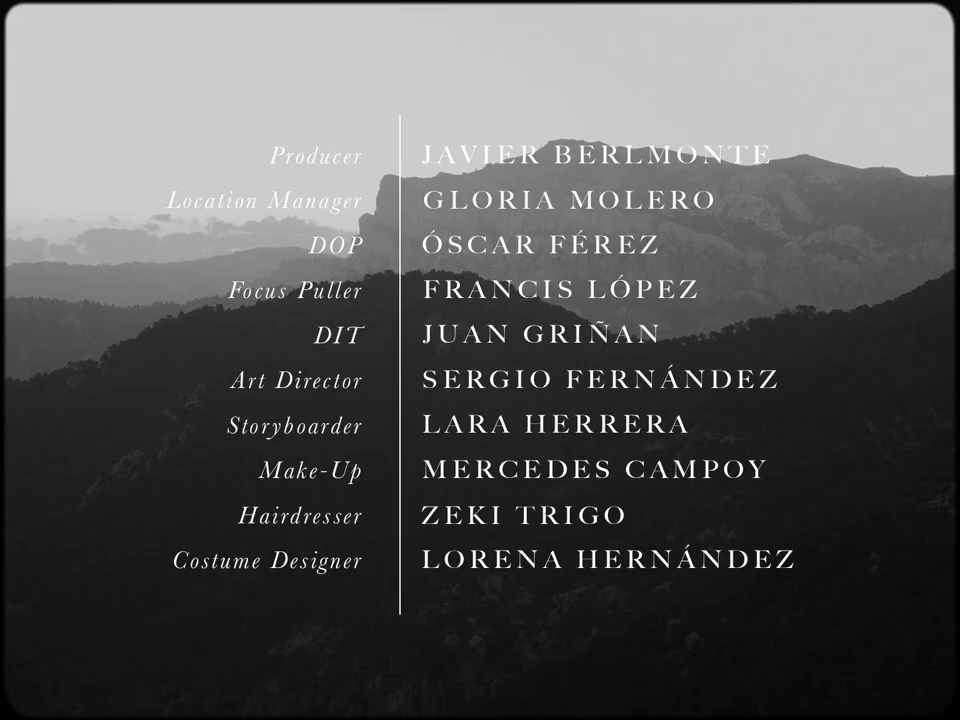 Producer JAVIER BERLMONTE
Location Manager GLORIA MOLERO
DOP ÓSCAR FÉREZ
Focus Puller FRANCIS LÓPEZ
DIT JUAN GRIÑAN
Art Director SERGIO FERNÁNDEZ
Storyboarder LARA HERRERA
Make-Up MERCEDES CAMPOY
Hairdresser ZEKI TRIGO
Costume Designer LORENA HERNÁNDEZ